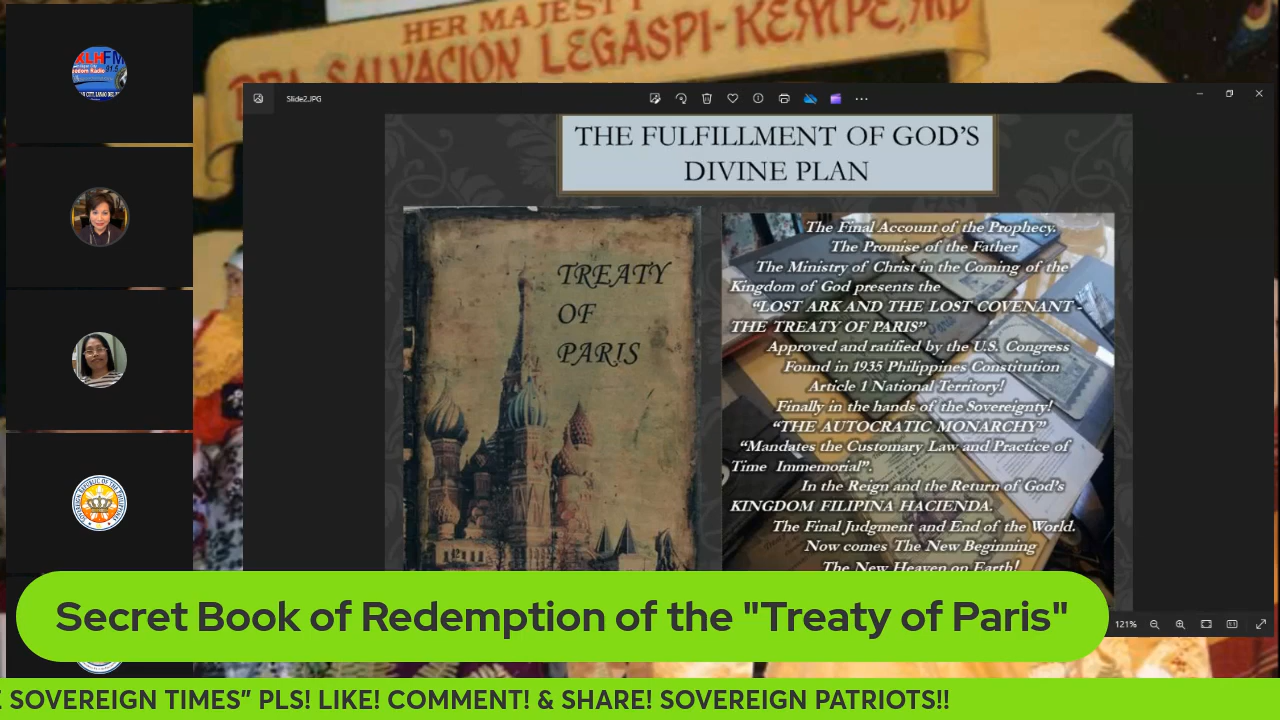 HER MAJESTY
DRA. SALVACION LEGASPI-KEMPE, MD
Slide2.JPG
THE FULFILLMENT OF GOD'S
DIVINE PLAN
TREATY
OF
PARIS
The Final Account of the Prophecy.
The Promise of the Father
The Ministry of Christ in the Coming of the
Kingdom of God presents the
“LOST ARK AND THE LOST COVENANT -
THE TREATY OF PARIS”
Approved and ratified by the U.S. Congress
Found in 1935 Philippines Constitution
Article 1 National Territory!
Finally in the hands of the Sovereignty!
“THE AUTOCRATIC MONARCHY”
“Mandates the Customary Law and Practice of
Time Immemorial”.
In the Reign and the Return of God's
KINGDOM FILIPINA HACIENDA.
The Final Judgment and End of the World.
Now comes The New Beginning
The New Heaven on Earth!
Secret Book of Redemption of the "Treaty of Paris"
121%
SOVEREIGN TIMES” PLS! LIKE! COMMENT! & SHARE! SOVEREIGN PATRIOTS!!